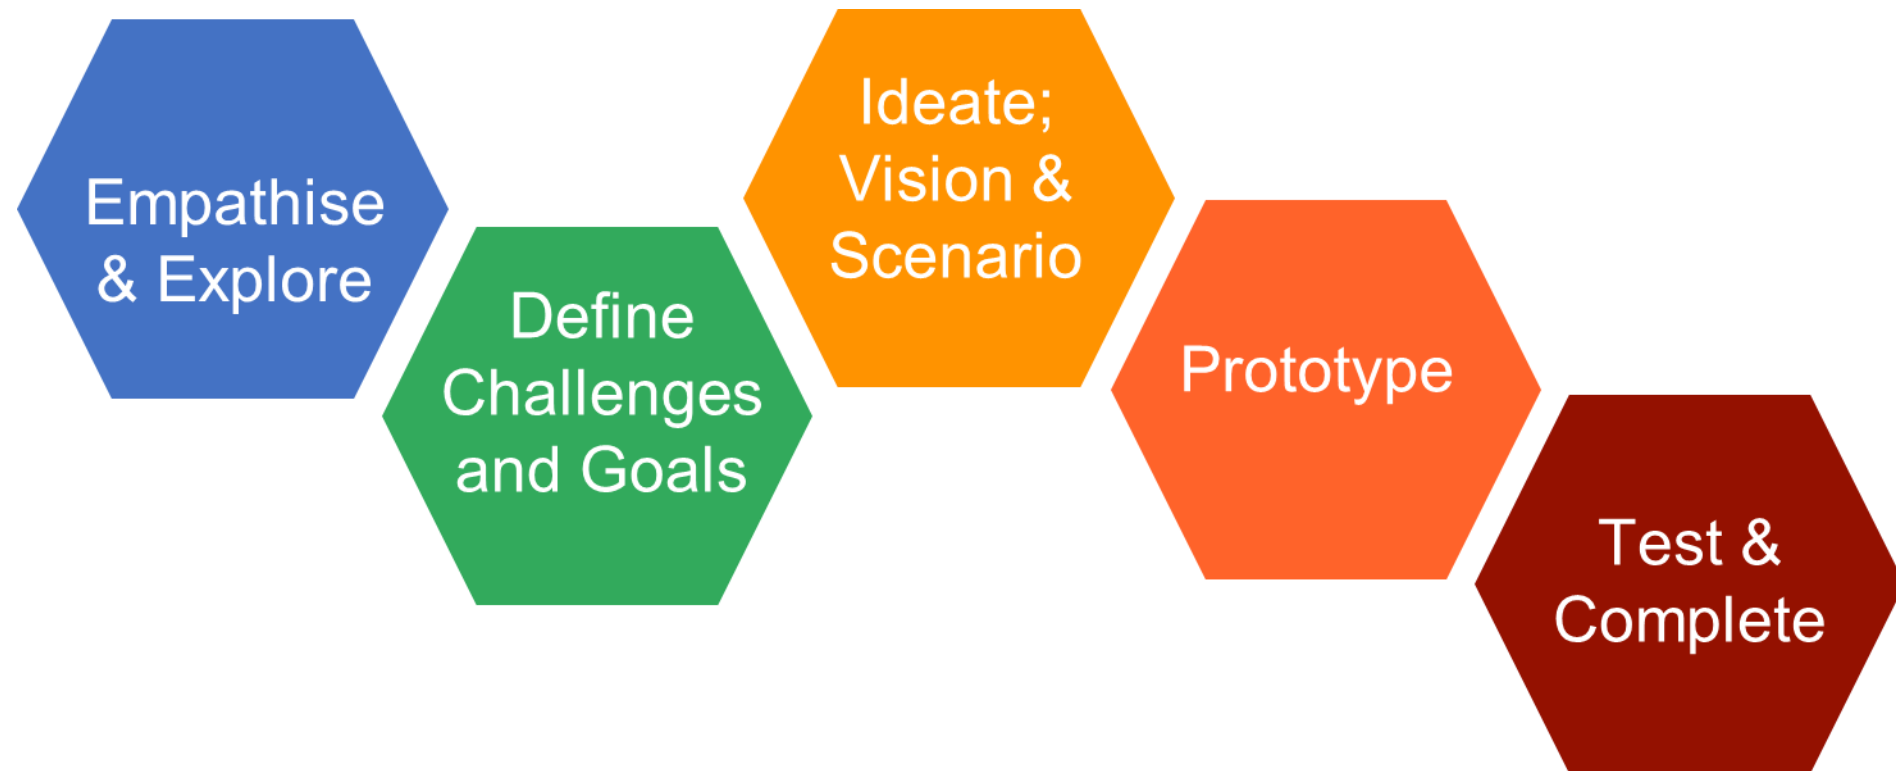 Empathise
& Explore
Define
Challenges
and Goals
Ideate;
Vision &
Scenario
Prototype
Test &
Complete